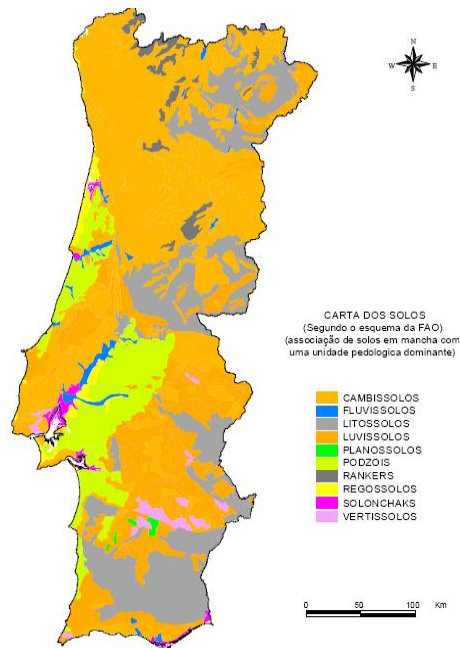 N
W E
S
CARTA DOS SOLOS
(Segundo o esquema da FAO)
(associação de solos em mancha com
uma unidade pedologica dominante)
CAMBISSOLOS
FLUVISSOLOS
LITOSSOLOS
LUVISSOLOS
PLANOSSOLOS
PODZOIS
RANKERS
REGOSSOLOS
SOLONCHAKS
VERTISSOLOS
0 50 100 Km